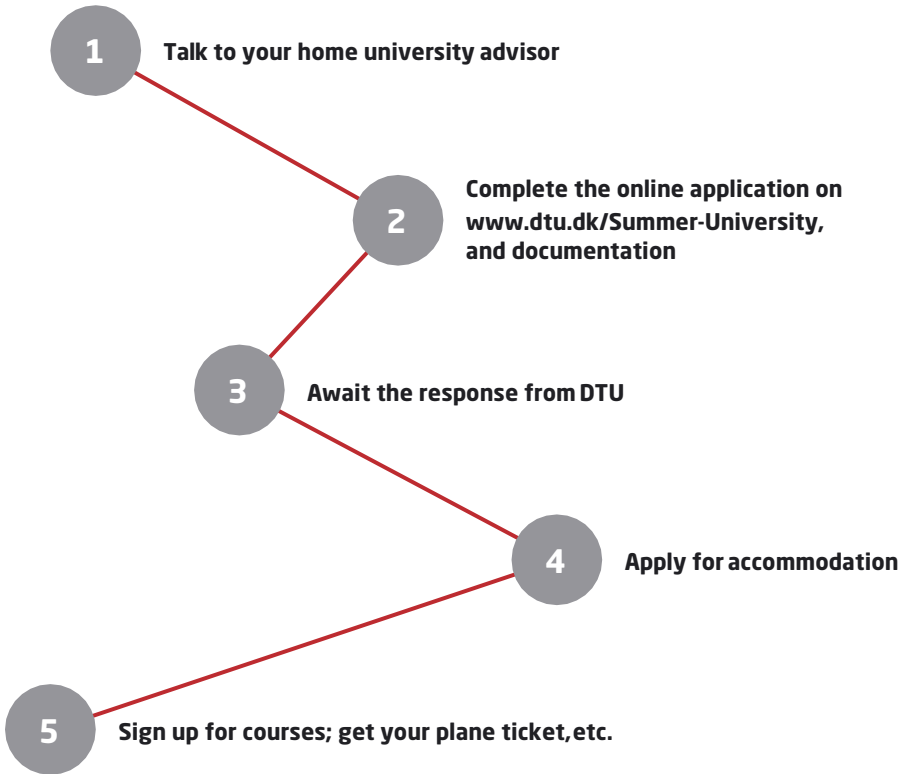 1
Talk to your home university advisor
2
Complete the online application on
www.dtu.dk/Summer-University,
and documentation
3
Await the response from DTU
4
Apply for accommodation
5
Sign up for courses; get your plane ticket,etc.